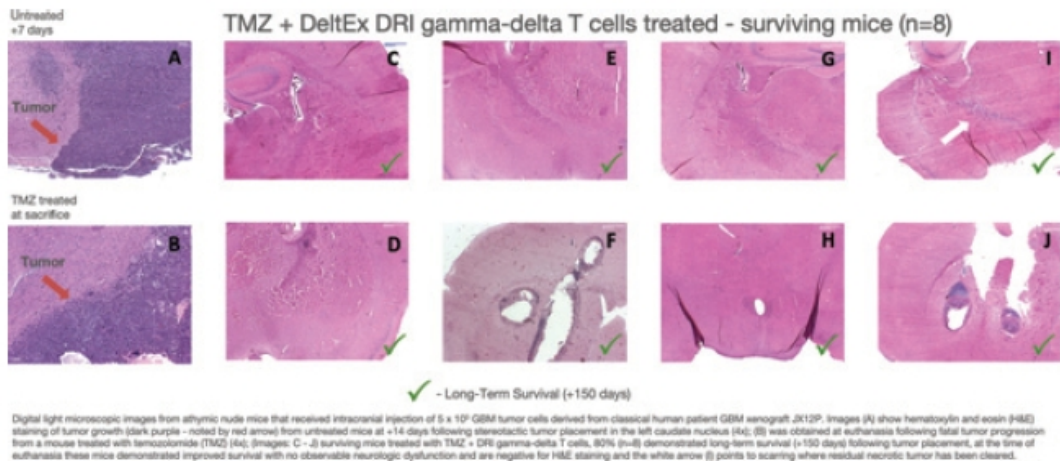 Untreated
+7 days
TMZ + DeltEx DRI gamma-delta T cells treated - surviving mice (n=8)
A
Tumor
C
E
G
I
TMZ treated
at sacrifice
B
Tumor
D
F
H
J
- Long-Term Survival (+150 days)
Digital light microscopic images from athymic nude mice that received intracranial injection of 5 x 10⁵ GBM tumor cells derived from classical human patient GBM xenograft JX12P. Images (A) show hematoxylin and eosin (H&E)
staining of tumor growth (dark purple - noted by red arrow) from untreated mice at +14 days following stereotactic tumor placement in the left caudate nucleus (4x); (B) was obtained at euthanasia following fatal tumor progression
from a mouse treated with temozolomide (TMZ) (4x); (Images: C - J) surviving mice treated with TMZ + DRI gamma-delta T cells, 80% (n=8) demonstrated long-term survival (+150 days) following tumor placement, at the time of
euthanasia these mice demonstrated improved survival with no observable neurologic dysfunction and are negative for H&E staining and the white arrow (I) points to scarring where residual necrotic tumor has been cleared.